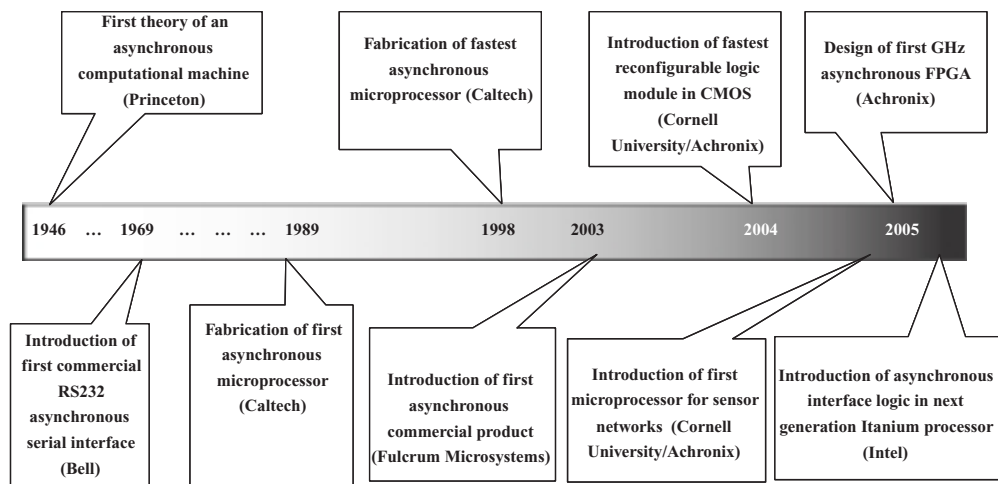 First theory of an
asynchronous
computational machine
(Princeton)
Fabrication of fastest
asynchronous
microprocessor (Caltech)
Introduction of fastest
reconfigurable logic
module in CMOS
(Cornell
University/Achronix)
Design of first GHz
asynchronous FPGA
(Achronix)
1946 ... 1969 ... ... ... 1989 1998 2003 2004 2005
Introduction of
first commercial
RS232
asynchronous
serial interface
(Bell)
Fabrication of first
asynchronous
microprocessor
(Caltech)
Introduction of first
asynchronous
commercial product
(Fulcrum Microsystems)
Introduction of first
microprocessor for sensor
networks (Cornell
University/Achronix)
Introduction of asynchronous
interface logic in next
generation Itanium processor
(Intel)